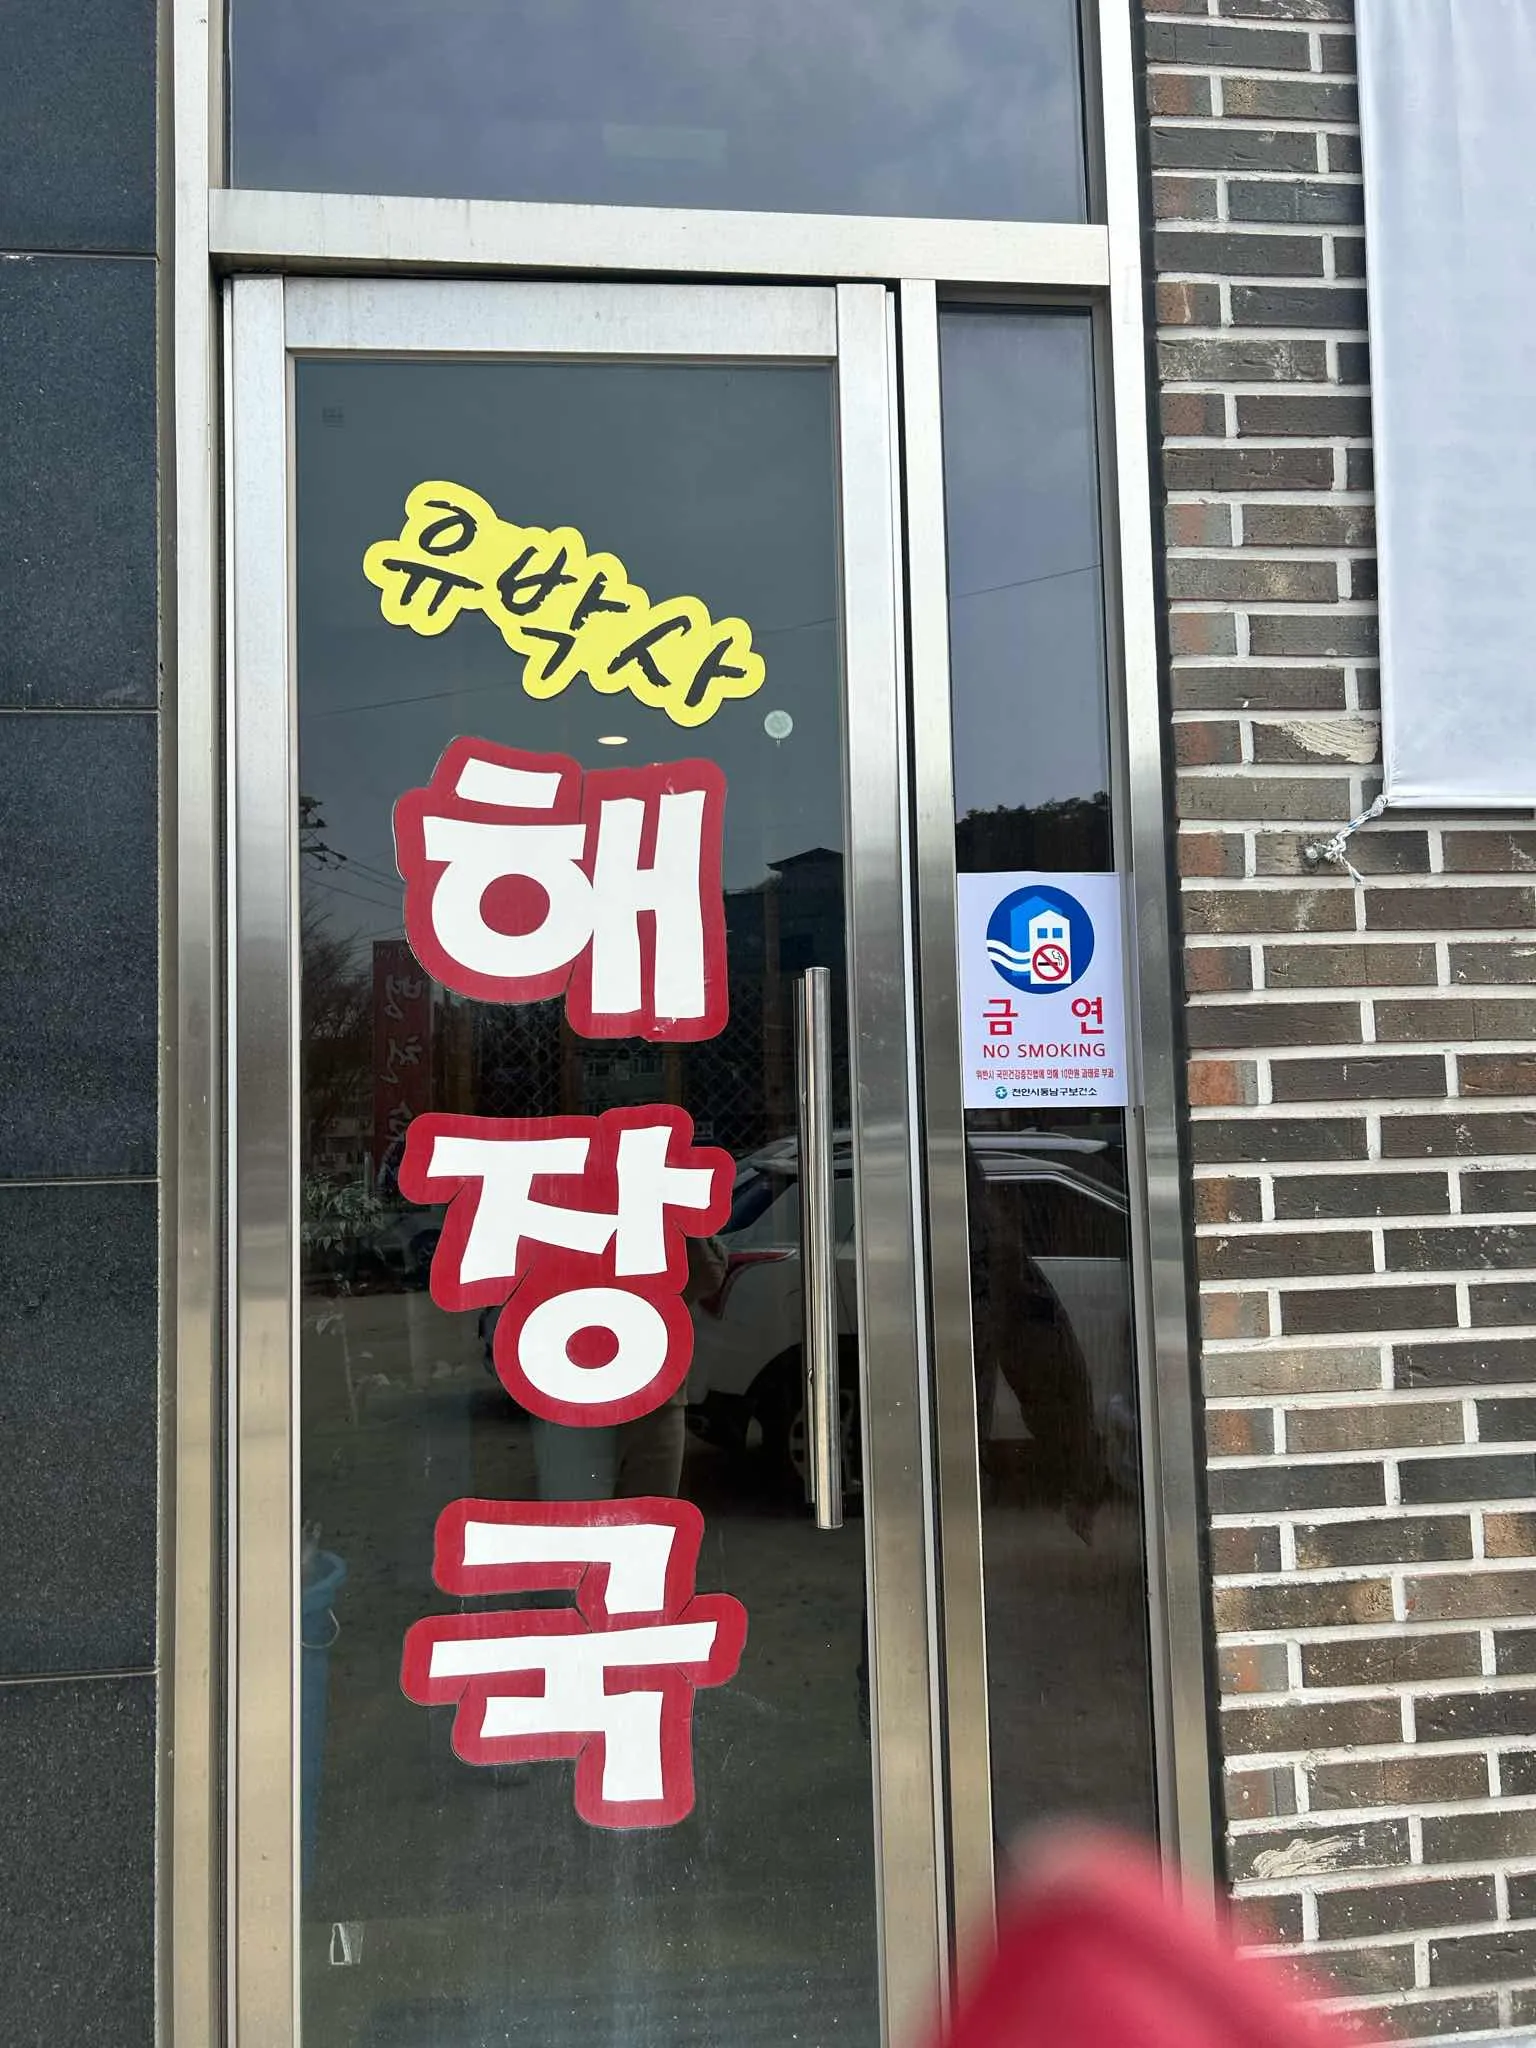 유박사
해
장
국
금 연
NO SMOKING
위반시 국민건강증진법에 의해 10만원 과태료 부과
천안시동남구보건소